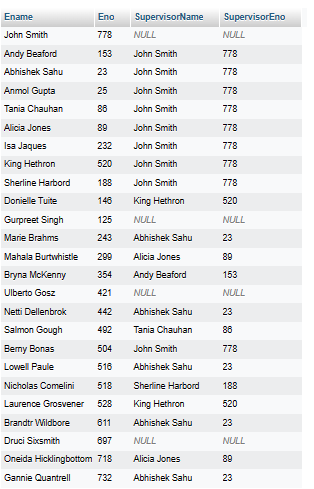 Ename Eno SupervisorName SupervisorEno
John Smith 778 NULL NULL
Andy Beaford 153 John Smith 778
Abhishek Sahu 23 John Smith 778
Anmol Gupta 25 John Smith 778
Tania Chauhan 86 John Smith 778
Alicia Jones 89 John Smith 778
Isa Jaques 232 John Smith 778
King Hethron 520 John Smith 778
Sherline Harbord 188 John Smith 778
Donielle Tuite 146 King Hethron 520
Gurpreet Singh 125 NULL NULL
Marie Brahms 243 Abhishek Sahu 23
Mahala Burtwhistle 299 Alicia Jones 89
Bryna McKenny 354 Andy Beaford 153
Ulberto Gosz 421 NULL NULL
Netti Dellenbrok 442 Abhishek Sahu 23
Salmon Gough 492 Tania Chauhan 86
Berny Bonas 504 John Smith 778
Lowell Paule 516 Abhishek Sahu 23
Nicholas Comelini 518 Sherline Harbord 188
Laurence Grosvener 528 King Hethron 520
Brandtr Wildbore 611 Abhishek Sahu 23
Druci Sixsmith 697 NULL NULL
Oneida Hicklingbottom 718 Alicia Jones 89
Gannie Quantrell 732 Abhishek Sahu 23